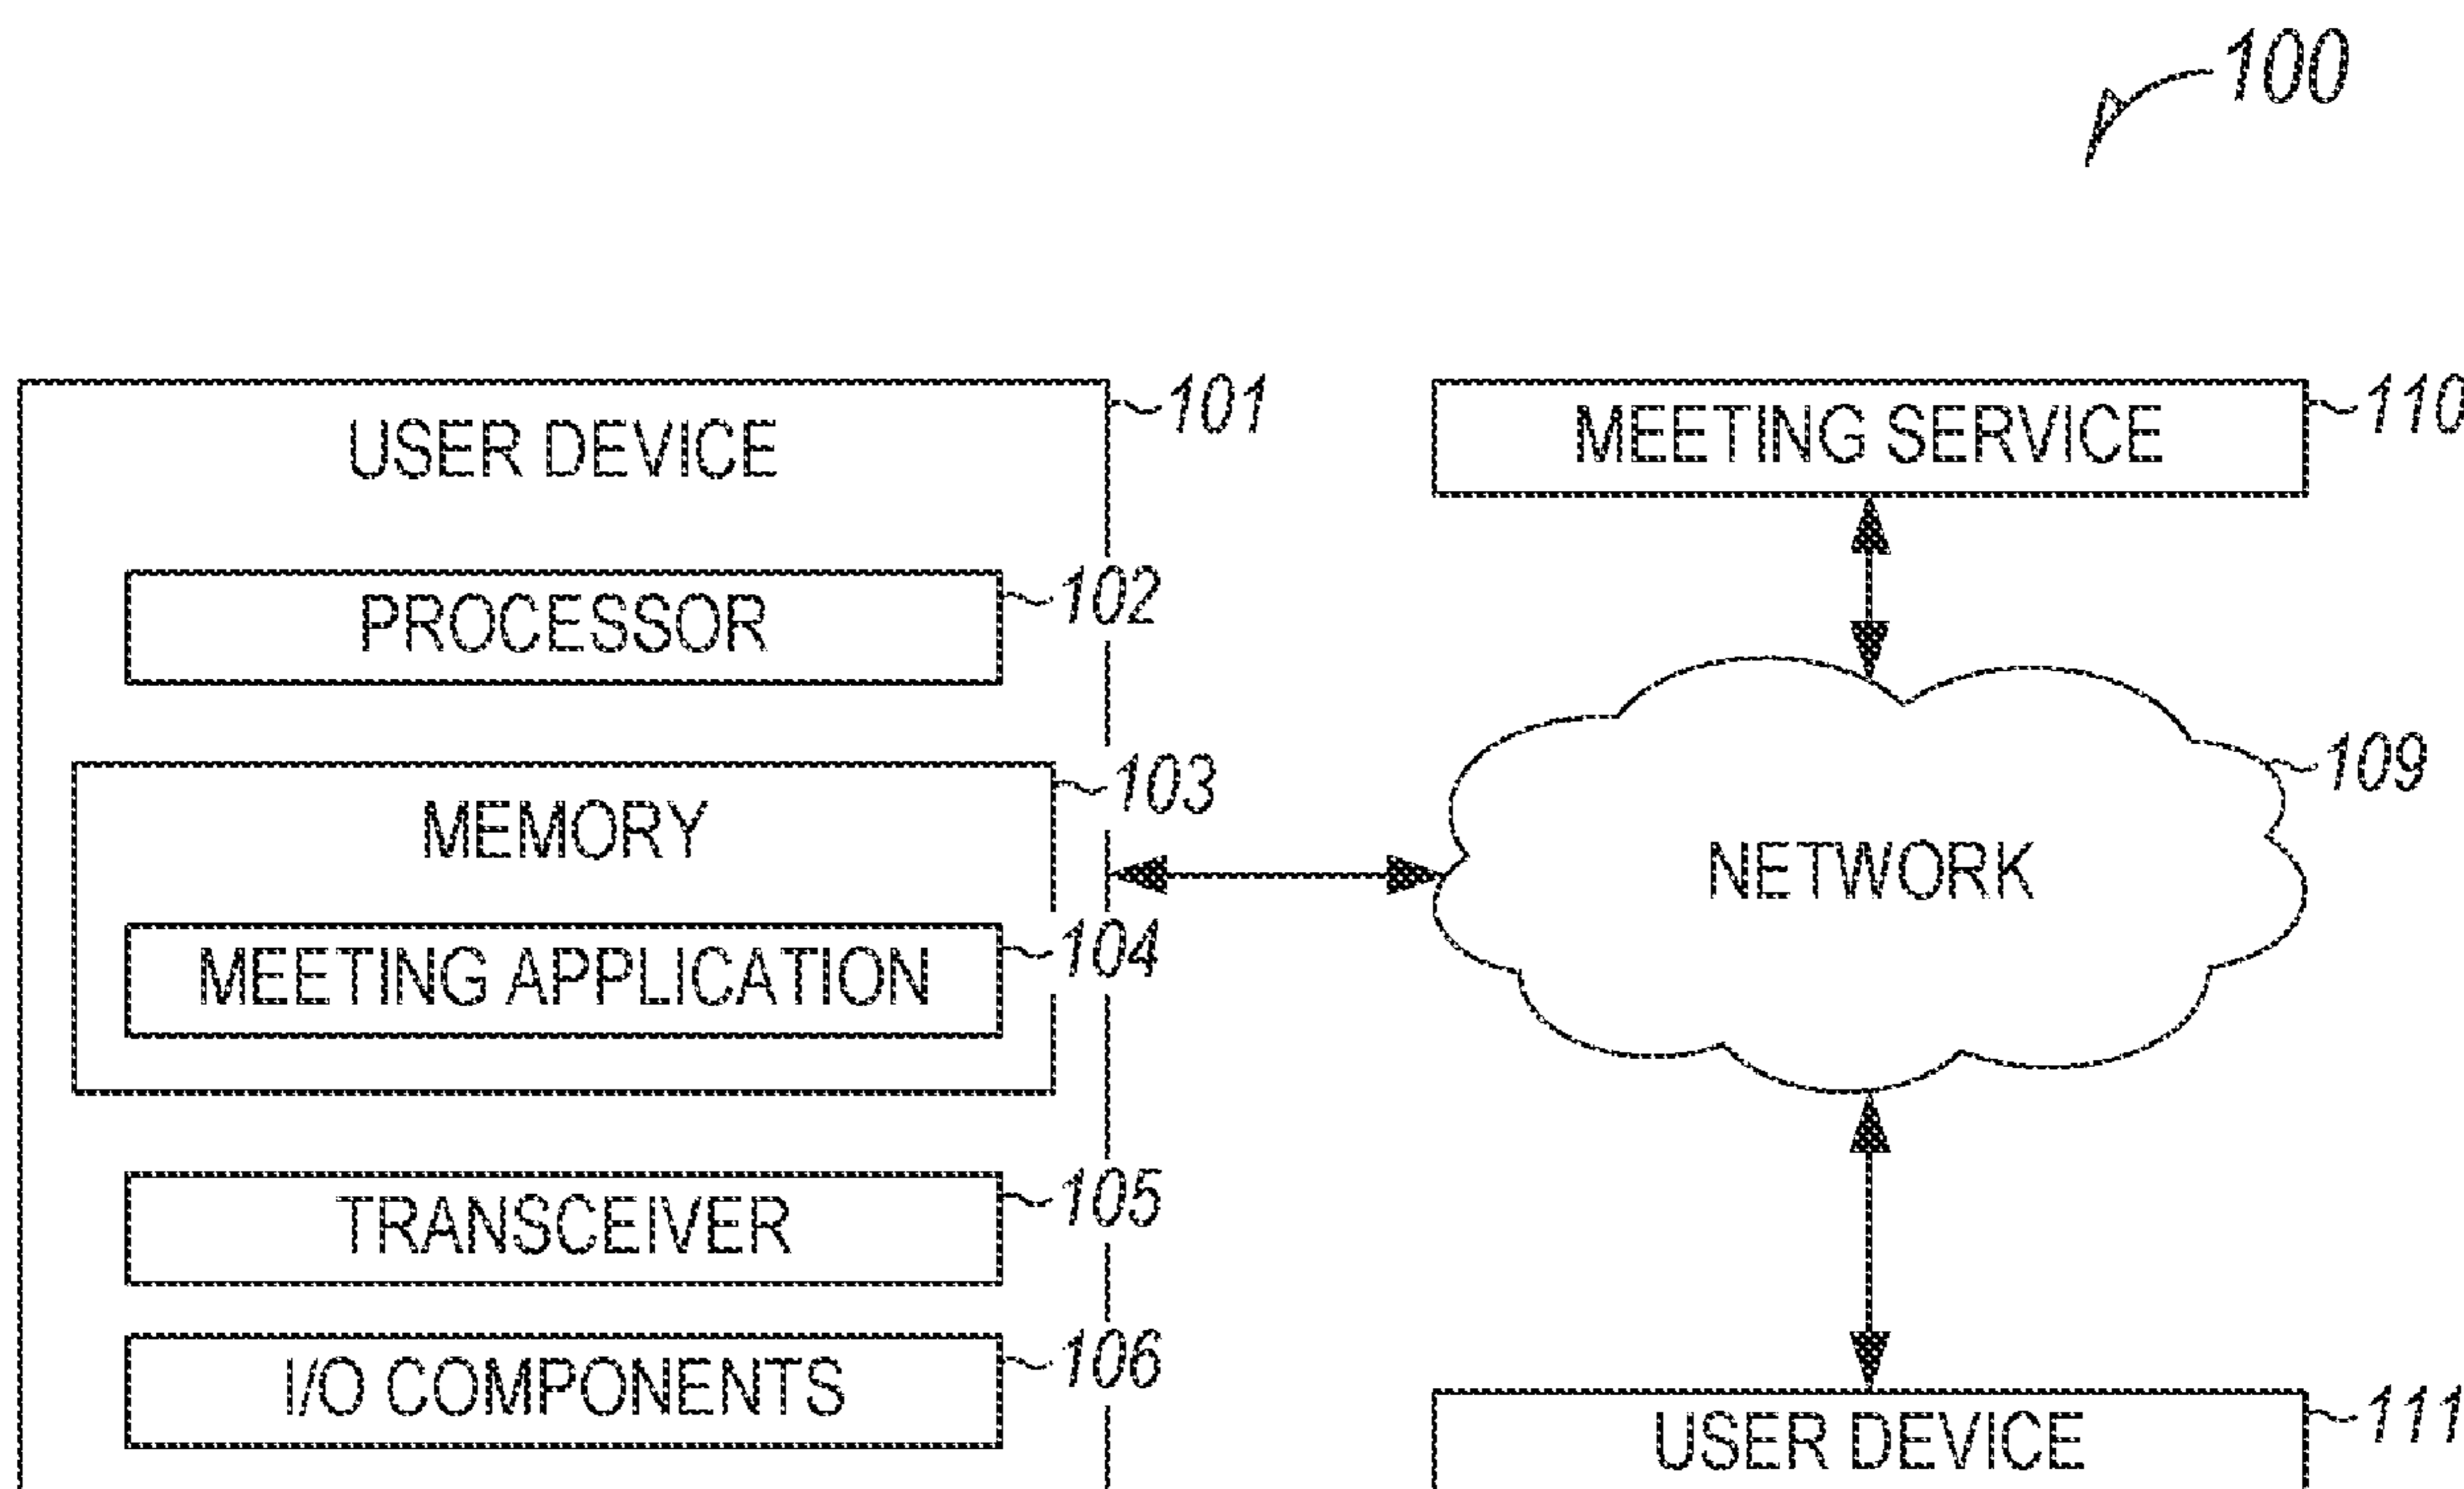 100
USER DEVICE
101
PROCESSOR
102
MEMORY
103
MEETING APPLICATION
104
TRANSCEIVER
105
I/O COMPONENTS
106
MEETING SERVICE
110
NETWORK
109
USER DEVICE
111